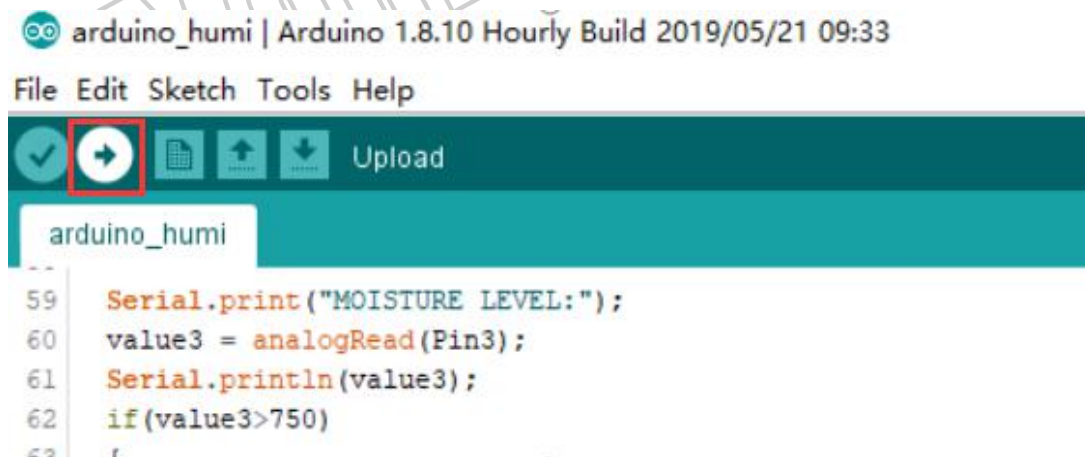 arduino_humi | Arduino 1.8.10 Hourly Build 2019/05/21 09:33
File Edit Sketch Tools Help
Upload
arduino_humi
59 Serial.print("MOISTURE LEVEL:");
60 value3 = analogRead(Pin3);
61 Serial.println(value3);
62 if(value3>750)